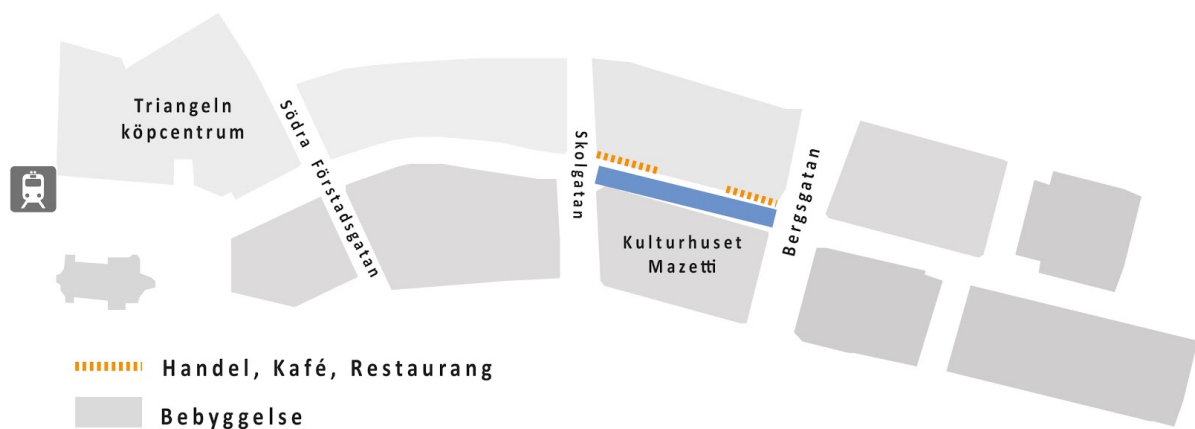 Triangeln
köpcentrum
Södra Förstadsgatan
Skolgatan
Bergsgatan
Kulturhuset
Mazetti
Handel, Kafé, Restaurang
Bebyggelse